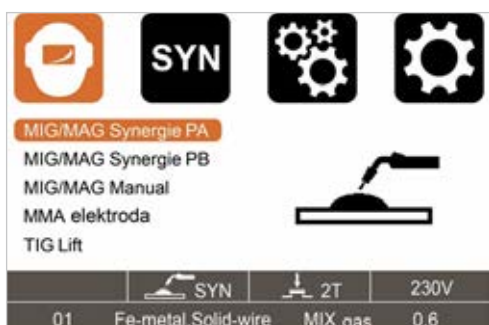 SYN
MIG/MAG Synergie PA
MIG/MAG Synergie PB
MIG/MAG Manual
MMA elektroda
TIG Lift
SYN 2T 230V
01 Fe-metal Solid-wire MIX gas 0.6